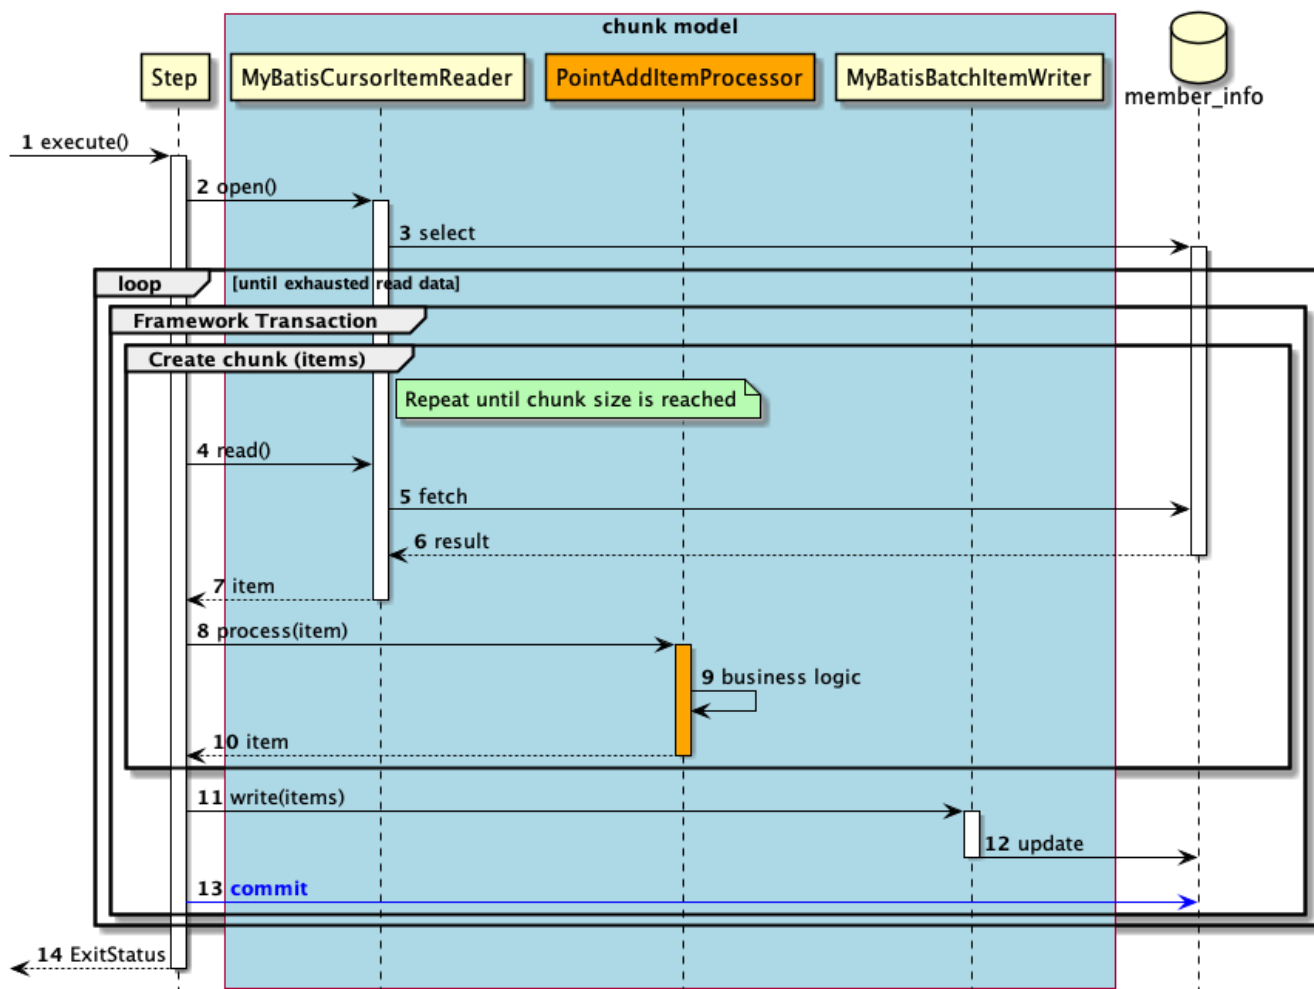 chunk model
Step
MyBatisCursorItemReader
PointAddItemProcessor
MyBatisBatchItemWriter
member_info
1 execute()
2 open()
3 select
loop
[until exhausted read data]
Framework Transaction
Create chunk (items)
Repeat until chunk size is reached
4 read()
5 fetch
6 result
7 item
8 process(item)
9 business logic
10 item
11 write(items)
12 update
13 commit
14 ExitStatus